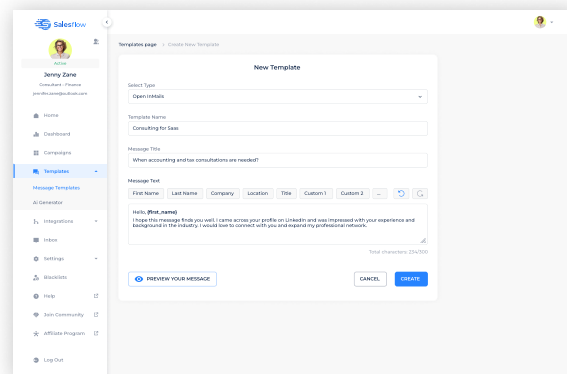 Salesflow
Active
Jenny Zane
Consultant - Finance
jennifer.zane@outlook.com
Home
Dashboard
Campaigns
Templates
Message Templates
AI Generator
Integrations
Inbox
Settings
Blacklists
Help
Join Community
Affiliate Program
Log Out
Templates page > Create New Template
New Template
Select Type
Open InMails
Template Name
Consulting for Saas
Message Title
When accounting and tax consultations are needed?
Message Text
First Name Last Name Company Location Title Custom 1 Custom 2 ...
Hello, {first_name}
I hope this message finds you well. I came across your profile on LinkedIn and was impressed with your experience and
background in the industry. I would love to connect with you and expand my professional network.
Total characters: 234/300
PREVIEW YOUR MESSAGE CANCEL CREATE